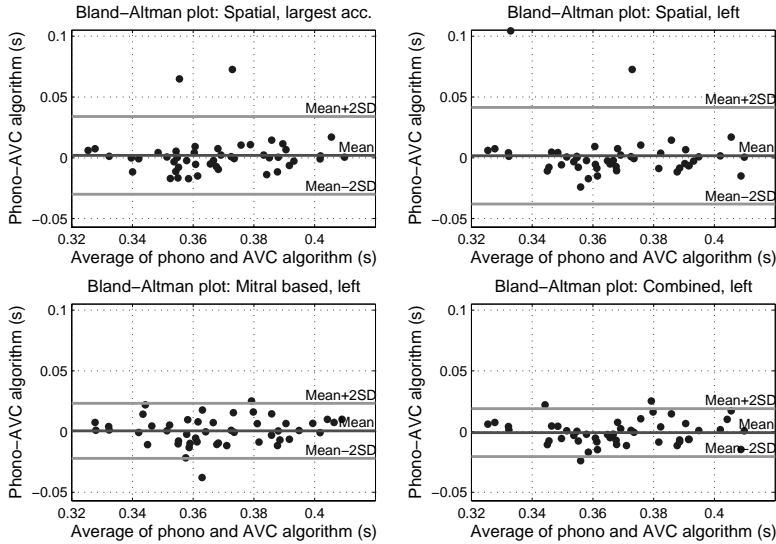 Bland−Altman plot: Spatial, largest acc.
Phono−AVC algorithm (s)
0.1
0.05
0
−0.05
Mean+2SD
Mean
Mean−2SD
0.32 0.34 0.36 0.38 0.4
Average of phono and AVC algorithm (s)
Bland−Altman plot: Spatial, left
Phono−AVC algorithm (s)
0.1
0.05
0
−0.05
Mean+2SD
Mean
Mean−2SD
0.32 0.34 0.36 0.38 0.4
Average of phono and AVC algorithm (s)
Bland−Altman plot: Mitral based, left
Phono−AVC algorithm (s)
0.1
0.05
0
−0.05
Mean+2SD
Mean
Mean−2SD
0.32 0.34 0.36 0.38 0.4
Average of phono and AVC algorithm (s)
Bland−Altman plot: Combined, left
Phono−AVC algorithm (s)
0.1
0.05
0
−0.05
Mean+2SD
Mean
Mean−2SD
0.32 0.34 0.36 0.38 0.4
Average of phono and AVC algorithm (s)